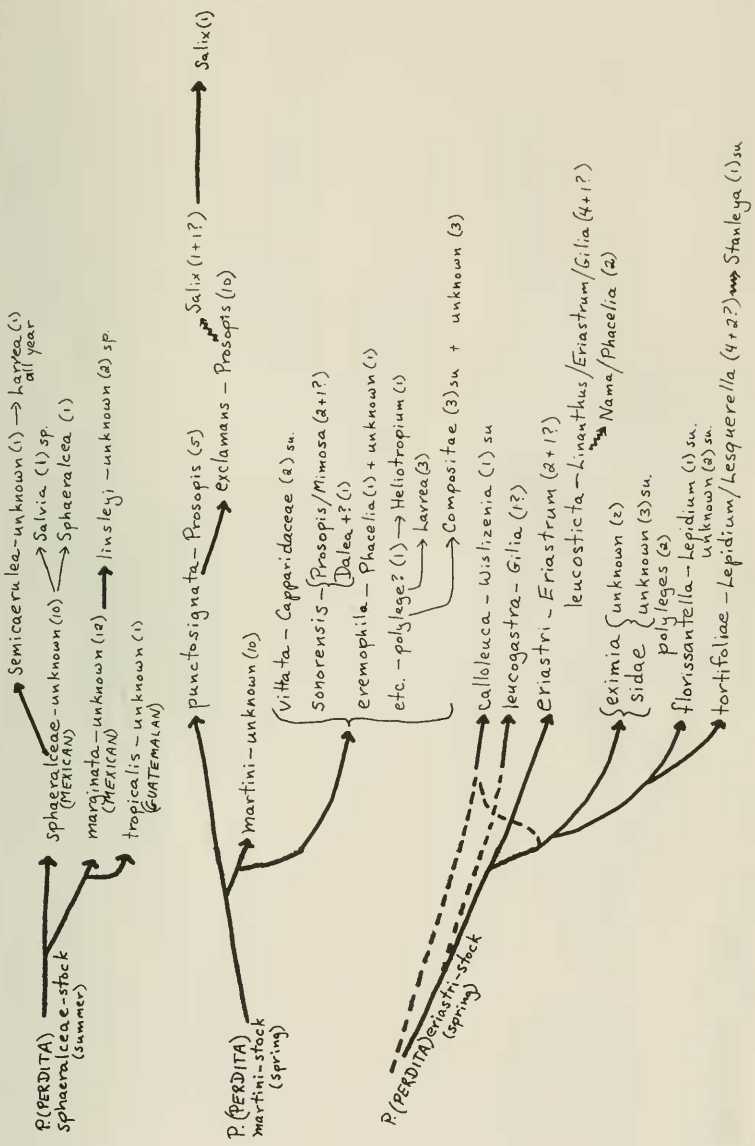 P.(PERDITA)
sphaeralceae-stock
(summer)
sphaeralceae-unknown (10)
(MEXICAN)
Semicaerulea-unknown (1) → Larrea (1)
all year
Salvia (1) sp.
Sphaeralcea (1)
marginata-unknown (12)
(MEXICAN)
linsleyi-unknown (2) sp.
tropicalis-unknown (1)
(GUATEMALAN)
P.(PERDITA)
martini-stock
(spring)
punctosignata-Prosopis (5)
exclamans-Prosopis (10)
Salix (1+1?)
Salix (1)
martini-unknown (10)
Vittata-Capparidaceae (2) su.
sonorensis-{Prosopis/Mimosa (2+1?)
Dalea+? (1)
eremophila-Phacelia (1) + unknown (1)
etc.-polylege? (1) → Heliotropium (1)
Larrea (3)
Compositae (3) su + unknown (3)
P.(PERDITA) eriastri-stock
(spring)
calloleuca-Wislizenia (1) su
leucogastra-Gilia (1?)
eriastri-Eriastrum (2+1?)
leucosticta-Linanthus/Eriastrum/Gilia (4+1?)
Nama/Phacelia (2)
{eximia {unknown (2)
sidae {unknown (3) su.
polyleges (2)
florissantella-Lepidium (1) su.
unknown (2) su.
tortifoliae-Lepidium/Lesquerella (4+2?) Stanleya (1) su